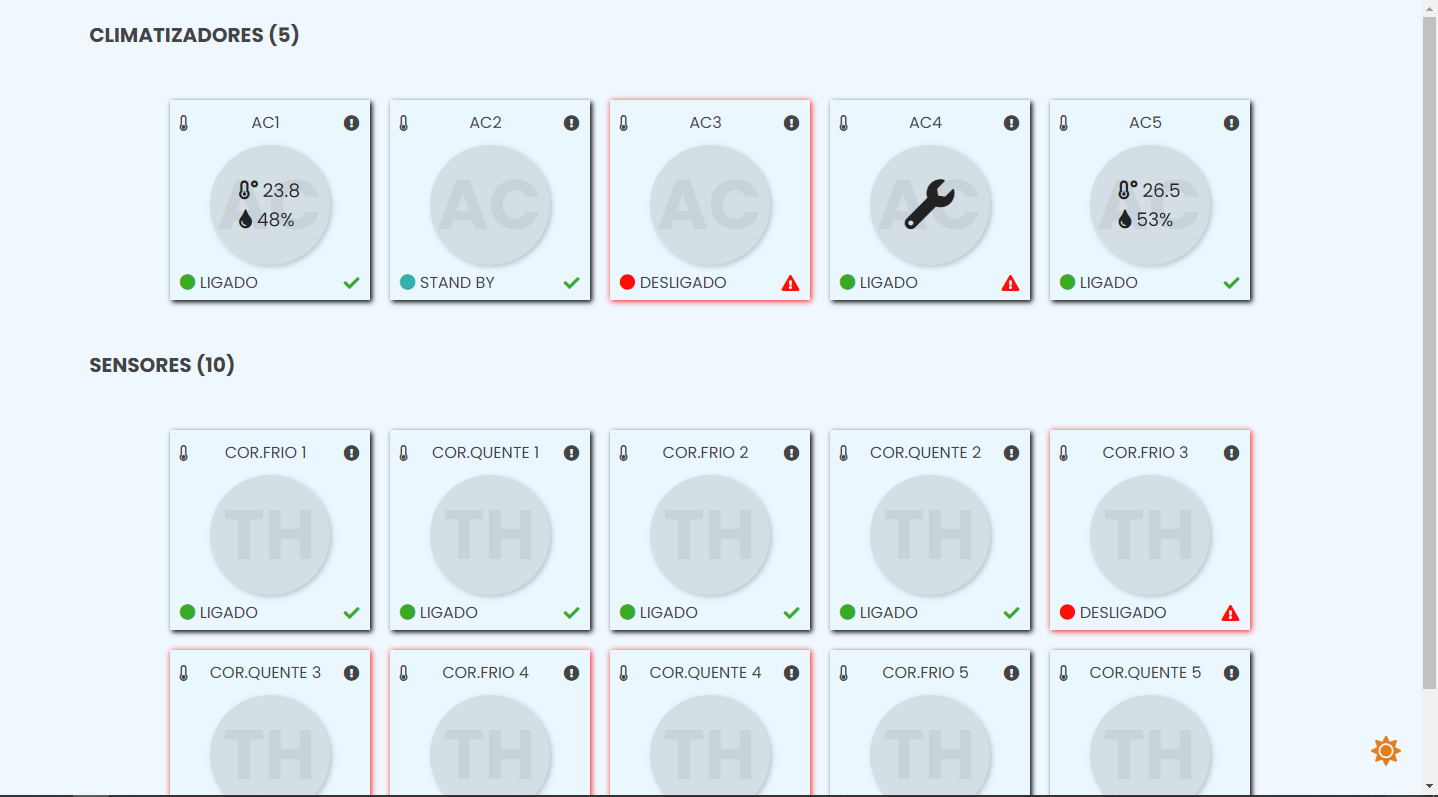 CLIMATIZADORES (5)
AC1
AC
23.8
48%
LIGADO
AC2
AC
STAND BY
AC3
AC
DESLIGADO
AC4
AC
LIGADO
AC5
AC
26.5
53%
LIGADO
SENSORES (10)
COR.FRIO 1
TH
LIGADO
COR.QUENTE 1
TH
LIGADO
COR.FRIO 2
TH
LIGADO
COR.QUENTE 2
TH
LIGADO
COR.FRIO 3
TH
DESLIGADO
COR.QUENTE 3
TH
COR.FRIO 4
TH
COR.QUENTE 4
TH
COR.FRIO 5
TH
COR.QUENTE 5
TH